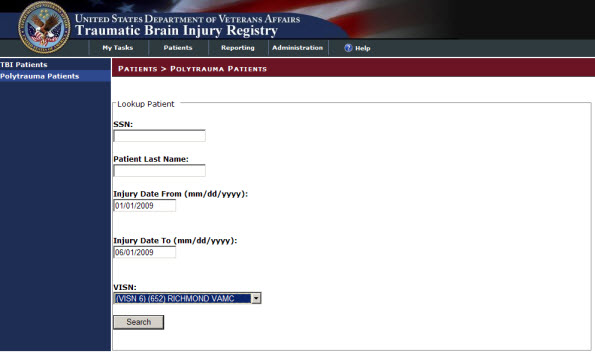 UNITED STATES DEPARTMENT OF VETERANS AFFAIRS
Traumatic Brain Injury Registry
My Tasks Patients Reporting Administration ? Help
TBI Patients
Polytrauma Patients
PATIENTS > POLYTRAUMA PATIENTS
Lookup Patient
SSN:
Patient Last Name:
Injury Date From (mm/dd/yyyy):
01/01/2009
Injury Date To (mm/dd/yyyy):
06/01/2009
VISN:
(VISN 6) (652) RICHMOND VAMC
Search